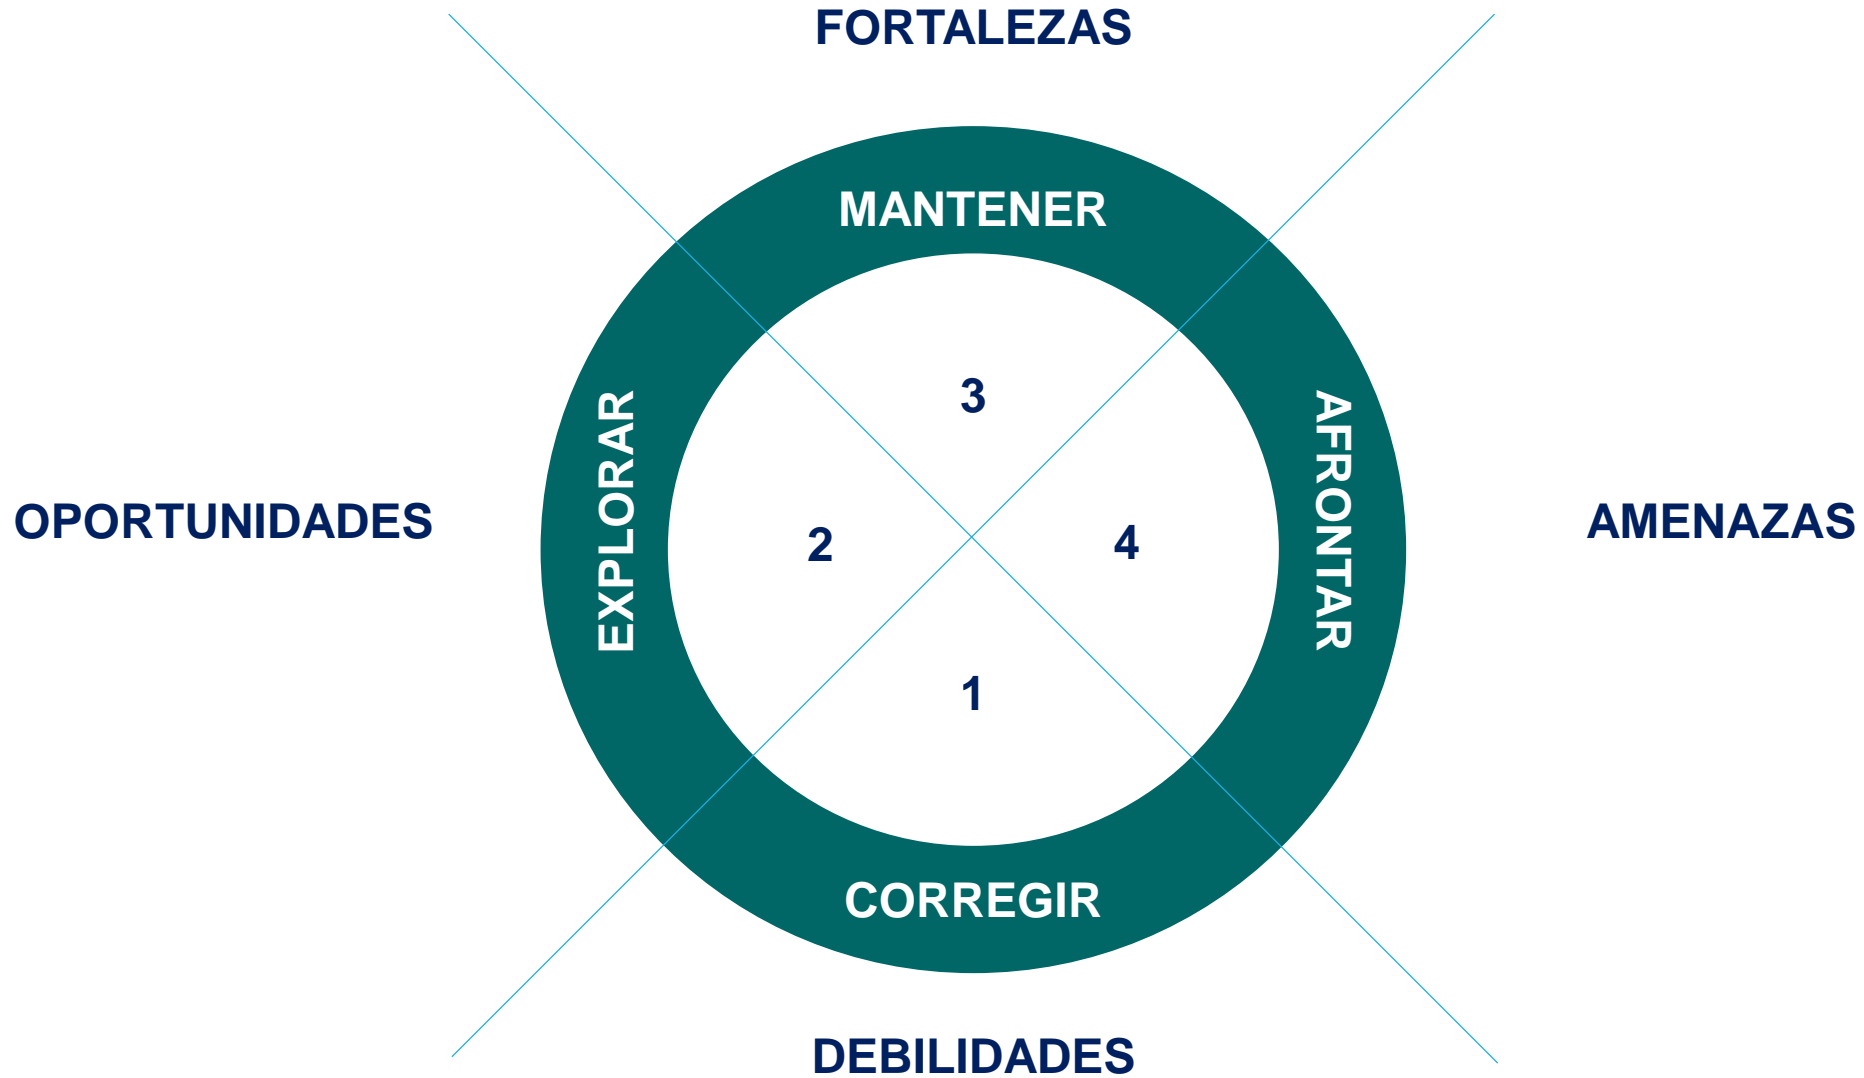 FORTALEZAS
MANTENER
3
EXPLORAR
AFRONTAR
OPORTUNIDADES
2
4
AMENAZAS
1
CORREGIR
DEBILIDADES